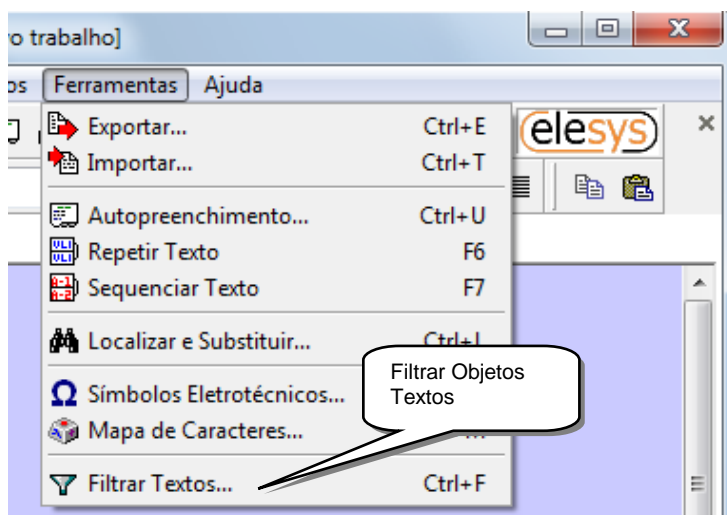 o trabalho]
os Ferramentas Ajuda
elesys
Exportar... Ctrl+E
Importar... Ctrl+T
Autopreenchimento... Ctrl+U
Repetir Texto F6
Sequenciar Texto F7
Localizar e Substituir... Ctrl+L
Filtrar Objetos
Textos
Símbolos Eletrotécnicos...
Mapa de Caracteres...
Filtrar Textos... Ctrl+F